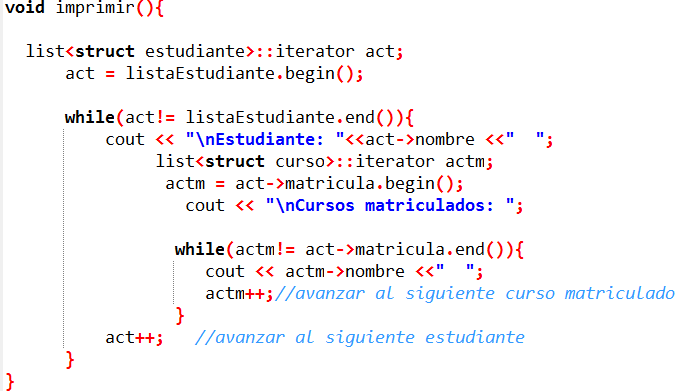 void imprimir(){
list<struct estudiante>::iterator act;
act = listaEstudiante.begin();
while(act!= listaEstudiante.end()){
cout << "\nEstudiante: "<<act->nombre <<"  ";
list<struct curso>::iterator actm;
actm = act->matricula.begin();
cout << "\nCursos matriculados: ";
while(actm!= act->matricula.end()){
cout << actm->nombre <<"  ";
actm++;//avanzar al siguiente curso matriculado
}
act++;   //avanzar al siguiente estudiante
}
}